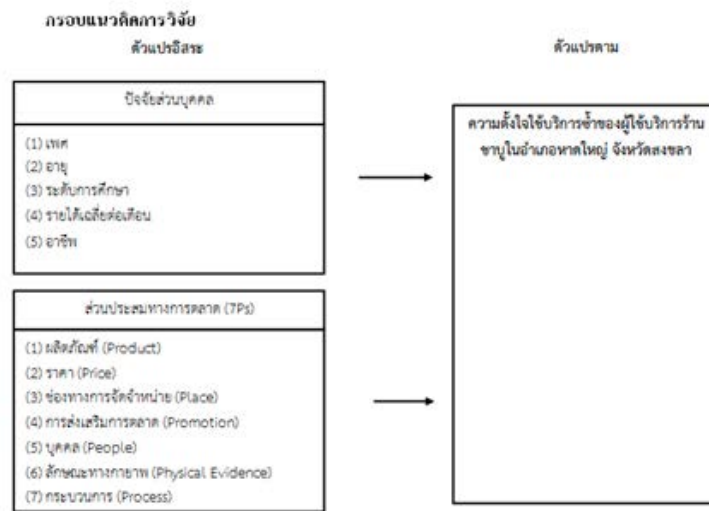 กรอบแนวคิดการวิจัย
ตัวแปรอิสระ
ตัวแปรตาม
ปัจจัยส่วนบุคคล
(1) เพศ
(2) อายุ
(3) ระดับการศึกษา
(4) รายได้เฉลี่ยต่อเดือน
(5) อาชีพ
ส่วนประสมทางการตลาด (7Ps)
(1) ผลิตภัณฑ์ (Product)
(2) ราคา (Price)
(3) ช่องทางการจัดจำหน่าย (Place)
(4) การส่งเสริมการตลาด (Promotion)
(5) บุคคล (People)
(6) ลักษณะทางกายภาพ (Physical Evidence)
(7) กระบวนการ (Process)
ความตั้งใจใช้บริการซ้ำของผู้ใช้บริการร้าน
ชาบูในอำเภอหาดใหญ่ จังหวัดสงขลา